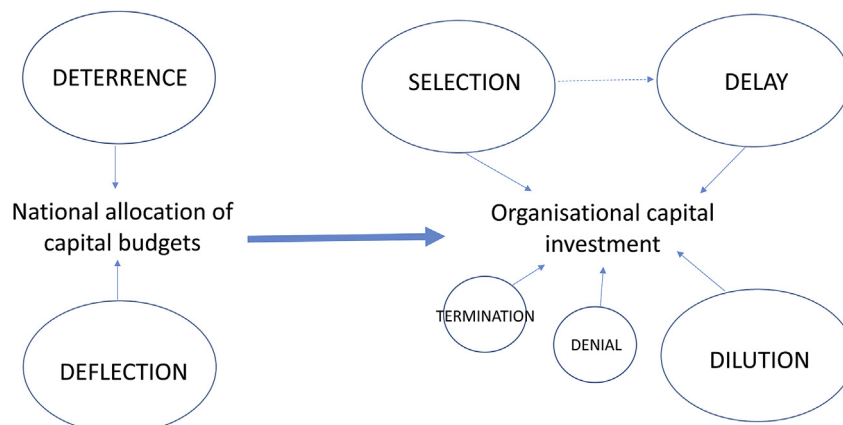 DETERRENCE
SELECTION
DELAY
National allocation of
capital budgets
Organisational capital
investment
TERMINATION
DENIAL
DEFLECTION
DILUTION